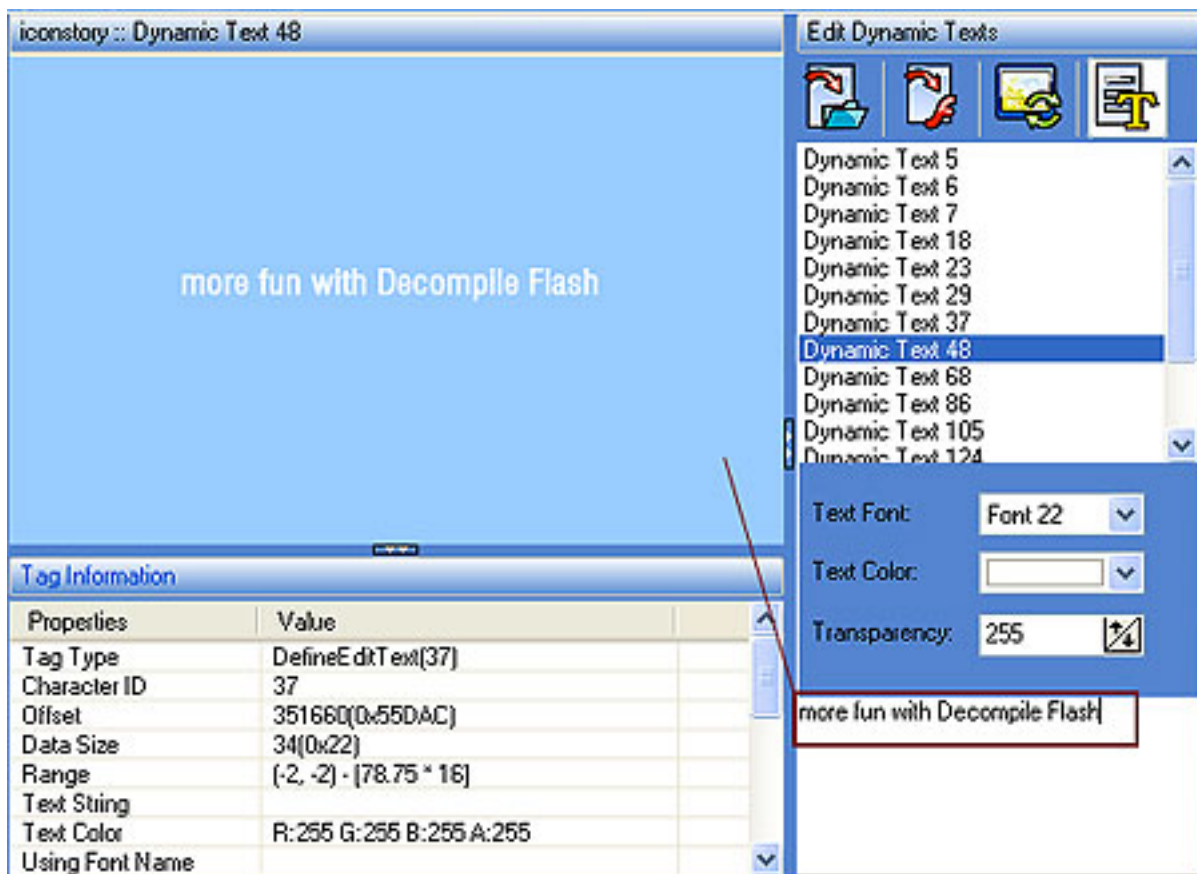 iconstory :: Dynamic Text 48
more fun with Decompile Flash
Tag Information
Properties Value
Tag Type DefineEditText(37)
Character ID 37
Offset 351660(0x55DAC)
Data Size 34(0x22)
Range (-2, -2) - [78.75 * 16]
Text String
Text Color R:255 G:255 B:255 A:255
Using Font Name
Edit Dynamic Texts
Dynamic Text 5
Dynamic Text 6
Dynamic Text 7
Dynamic Text 18
Dynamic Text 23
Dynamic Text 29
Dynamic Text 37
Dynamic Text 48
Dynamic Text 68
Dynamic Text 86
Dynamic Text 105
Dynamic Text 124
Text Font: Font 22
Text Color:
Transparency: 255
more fun with Decompile Flash